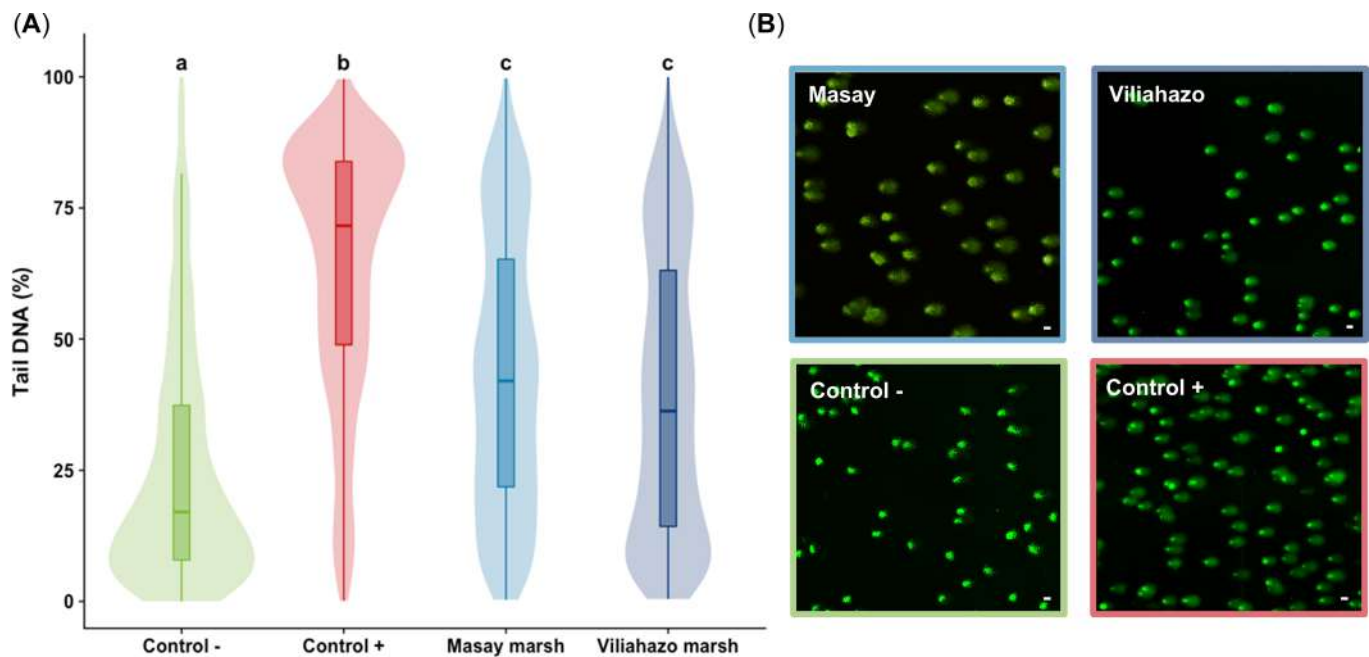 (A)
a b c c
100
75
50
25
0
Tail DNA (%)
Control - Control + Masay marsh Viliahazo marsh
(B)
Masay
Viliahazo
Control -
Control +